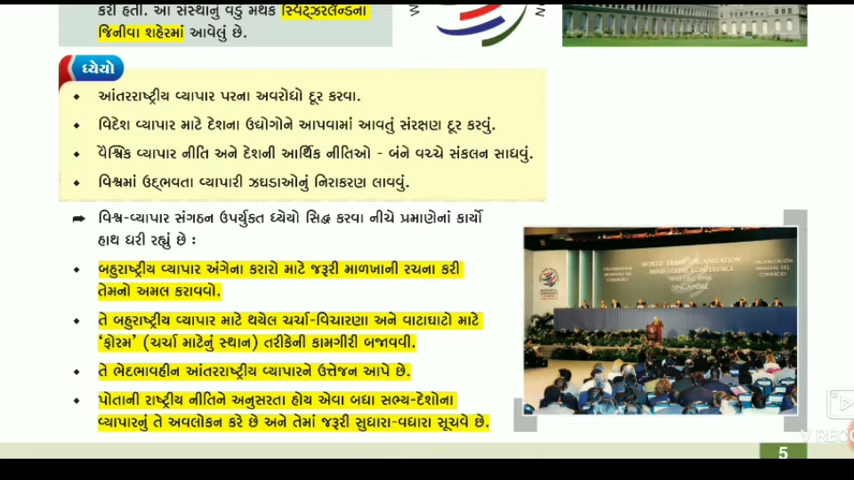 કરી હતી. આ સંસ્થાનું વડું મથક સ્વિટ્ઝરલેન્ડના
જિનીવા શહેરમાં આવેલું છે.
ધ્યેયો
આંતરરાષ્ટ્રીય વ્યાપાર પરના અવરોધો દૂર કરવા.
વિદેશ વ્યાપાર માટે દેશના ઉદ્યોગોને આપવામાં આવતું સંરક્ષણ દૂર કરવું.
વૈશ્વિક વ્યાપાર નીતિ અને દેશની આર્થિક નીતિઓ - બંને વચ્ચે સંકલન સાધવું.
વિશ્વમાં ઉદ્ભવતા વ્યાપારી ઝઘડાઓનું નિરાકરણ લાવવું.
વિશ્વ-વ્યાપાર સંગઠન ઉપર્યુક્ત ધ્યેયો સિદ્ધ કરવા નીચે પ્રમાણેનાં કાર્યો
હાથ ધરી રહ્યું છે :
બહુરાષ્ટ્રીય વ્યાપાર અંગેના કરારો માટે જરૂરી માળખાની રચના કરી
તેમનો અમલ કરાવવો.
તે બહુરાષ્ટ્રીય વ્યાપાર માટે થયેલ ચર્ચા-વિચારણા અને વાટાઘાટો માટે
'ફોરમ' (ચર્ચા માટેનું સ્થાન) તરીકેની કામગીરી બજાવવી.
તે ભેદભાવહીન આંતરરાષ્ટ્રીય વ્યાપારને ઉત્તેજન આપે છે.
પોતાની રાષ્ટ્રીય નીતિને અનુસરતા હોય એવા બધા સભ્ય-દેશોના
વ્યાપારનું તે અવલોકન કરે છે અને તેમાં જરૂરી સુધારા-વધારા સૂચવે છે.
WORLD TRADE ORGANIZATION
MINISTERIAL CONFERENCE
SINGAPORE
5